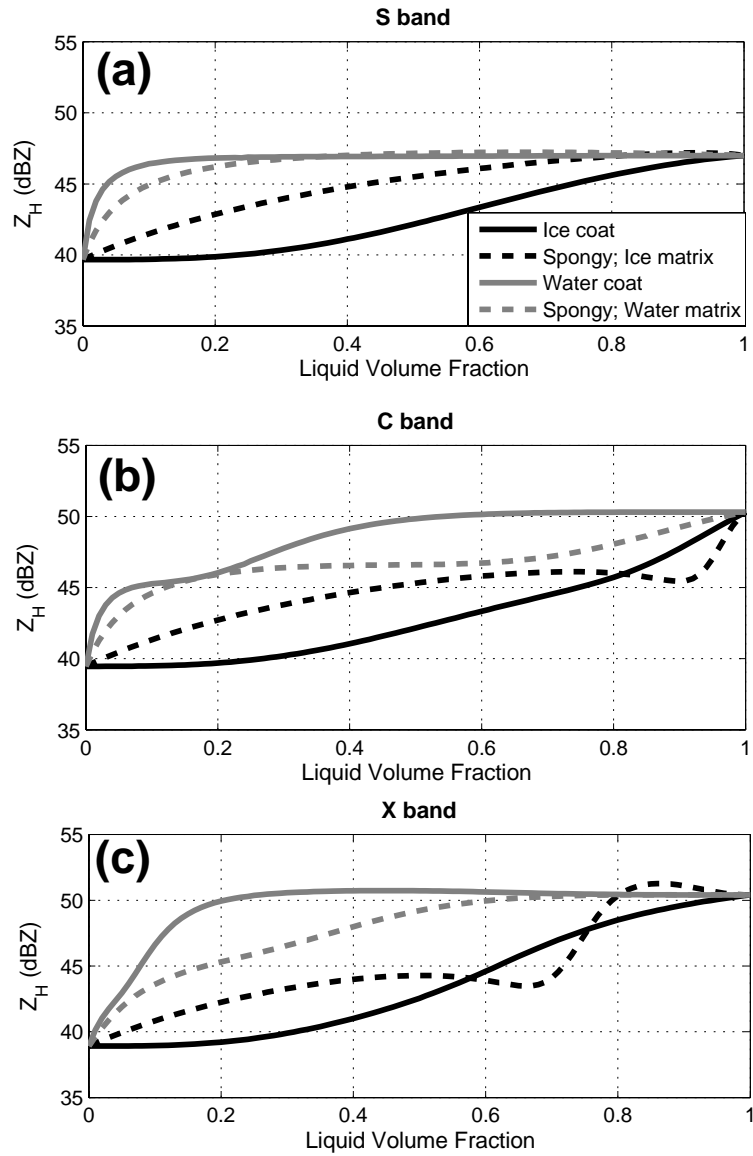 S band
(a)
55
50
45
40
35
Z_H (dBZ)
Ice coat
Spongy; Ice matrix
Water coat
Spongy; Water matrix
0 0.2 0.4 0.6 0.8 1
Liquid Volume Fraction
C band
(b)
55
50
45
40
35
Z_H (dBZ)
0 0.2 0.4 0.6 0.8 1
Liquid Volume Fraction
X band
(c)
55
50
45
40
35
Z_H (dBZ)
0 0.2 0.4 0.6 0.8 1
Liquid Volume Fraction